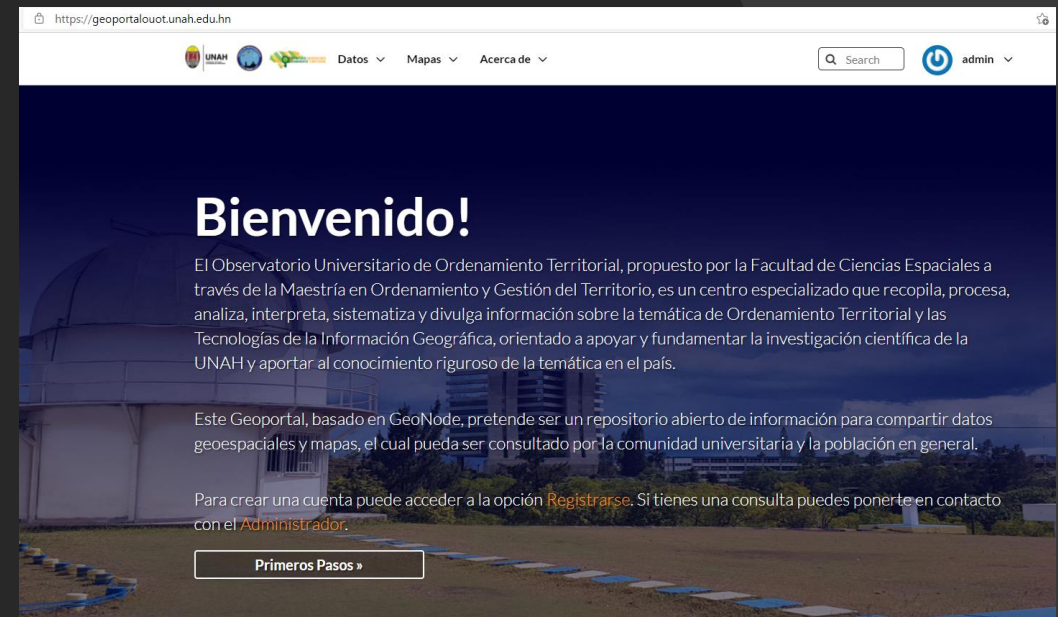 https://geoportalouot.unah.edu.hn
UNAH
Datos
Mapas
Acerca de
Search
admin
Bienvenido!
El Observatorio Universitario de Ordenamiento Territorial, propuesto por la Facultad de Ciencias Espaciales a
través de la Maestría en Ordenamiento y Gestión del Territorio, es un centro especializado que recopila, procesa,
analiza, interpreta, sistematiza y divulga información sobre la temática de Ordenamiento Territorial y las
Tecnologías de la Información Geográfica, orientado a apoyar y fundamentar la investigación científica de la
UNAH y aportar al conocimiento riguroso de la temática en el país.
Este Geoportal, basado en GeoNode, pretende ser un repositorio abierto de información para compartir datos
geoespaciales y mapas, el cual pueda ser consultado por la comunidad universitaria y la población en general.
Para crear una cuenta puede acceder a la opción Registrarse. Si tienes una consulta puedes ponerte en contacto
con el Administrador.
Primeros Pasos »